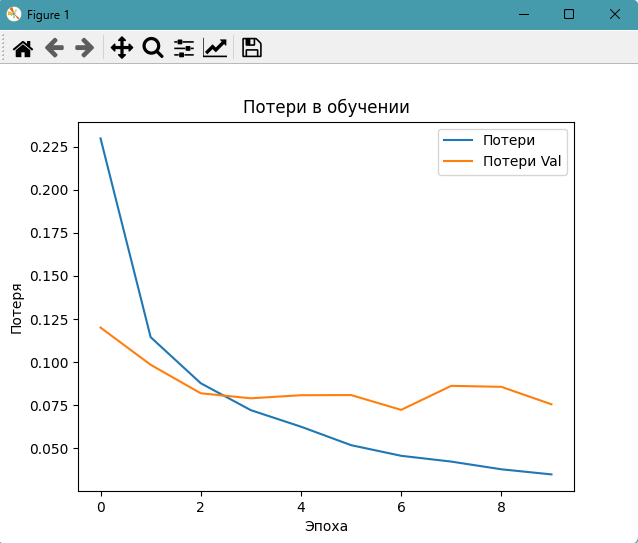 Figure 1
Потери в обучении
Потери
Потери Val
0.225
0.200
0.175
0.150
0.125
0.100
0.075
0.050
Потеря
0 2 4 6 8
Эпоха